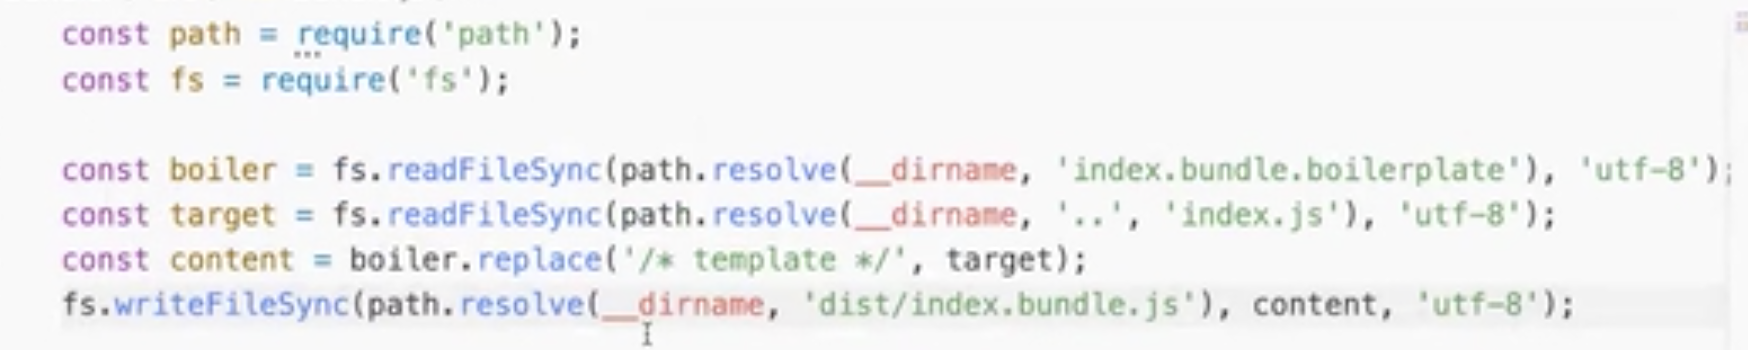 const path = require('path');
const fs = require('fs');
const boiler = fs.readFileSync(path.resolve(__dirname, 'index.bundle.boilerplate'), 'utf-8');
const target = fs.readFileSync(path.resolve(__dirname, '..', 'index.js'), 'utf-8');
const content = boiler.replace('/* template */', target);
fs.writeFileSync(path.resolve(__dirname, 'dist/index.bundle.js'), content, 'utf-8');